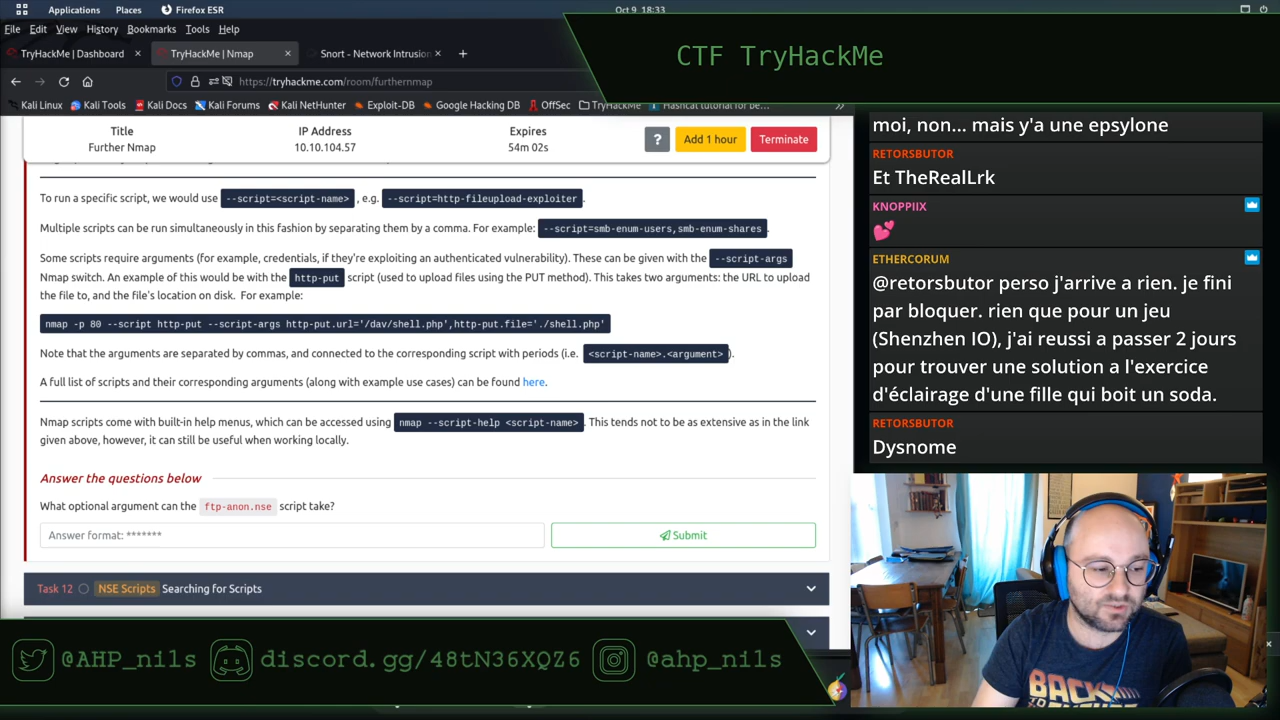 Applications Places Firefox ESR
Oct 9 18:33
File Edit View History Bookmarks Tools Help
TryHackMe | Dashboard ×
TryHackMe | Nmap ×
Snort - Network Intrusion ×
+
https://tryhackme.com/room/furthernmap
Kali Linux Kali Tools Kali Docs Kali Forums Kali NetHunter Exploit-DB Google Hacking DB OffSec TryHackMe Hashcat tutorial for be… »
CTF TryHackMe
Title
Further Nmap
IP Address
10.10.104.57
Expires
54m 02s
?
Add 1 hour
Terminate
To run a specific script, we would use --script=<script-name> , e.g. --script=http-fileupload-exploiter .
Multiple scripts can be run simultaneously in this fashion by separating them by a comma. For example: --script=smb-enum-users,smb-enum-shares .
Some scripts require arguments (for example, credentials, if they're exploiting an authenticated vulnerability). These can be given with the --script-args
Nmap switch. An example of this would be with the http-put script (used to upload files using the PUT method). This takes two arguments: the URL to upload
the file to, and the file's location on disk. For example:
nmap -p 80 --script http-put --script-args http-put.url='/dav/shell.php',http-put.file='./shell.php'
Note that the arguments are separated by commas, and connected to the corresponding script with periods (i.e. <script-name>.<argument> ).
A full list of scripts and their corresponding arguments (along with example use cases) can be found here.
Nmap scripts come with built-in help menus, which can be accessed using nmap --script-help <script-name> . This tends not to be as extensive as in the link
given above, however, it can still be useful when working locally.
Answer the questions below
What optional argument can the ftp-anon.nse script take?
Answer format: *******
Submit
Task 12 NSE Scripts Searching for Scripts
moi, non... mais y'a une epsylone
RETORSBUTOR
Et TheRealLrk
KNOPPIIX
💕
ETHERCORUM
@retorsbutor perso j'arrive a rien. je fini
par bloquer. rien que pour un jeu
(Shenzhen IO), j'ai reussi a passer 2 jours
pour trouver une solution a l'exercice
d'éclairage d'une fille qui boit un soda.
RETORSBUTOR
Dysnome
BACK
@AHP_nils
discord.gg/48tN36XQZ6
@ahp_nils